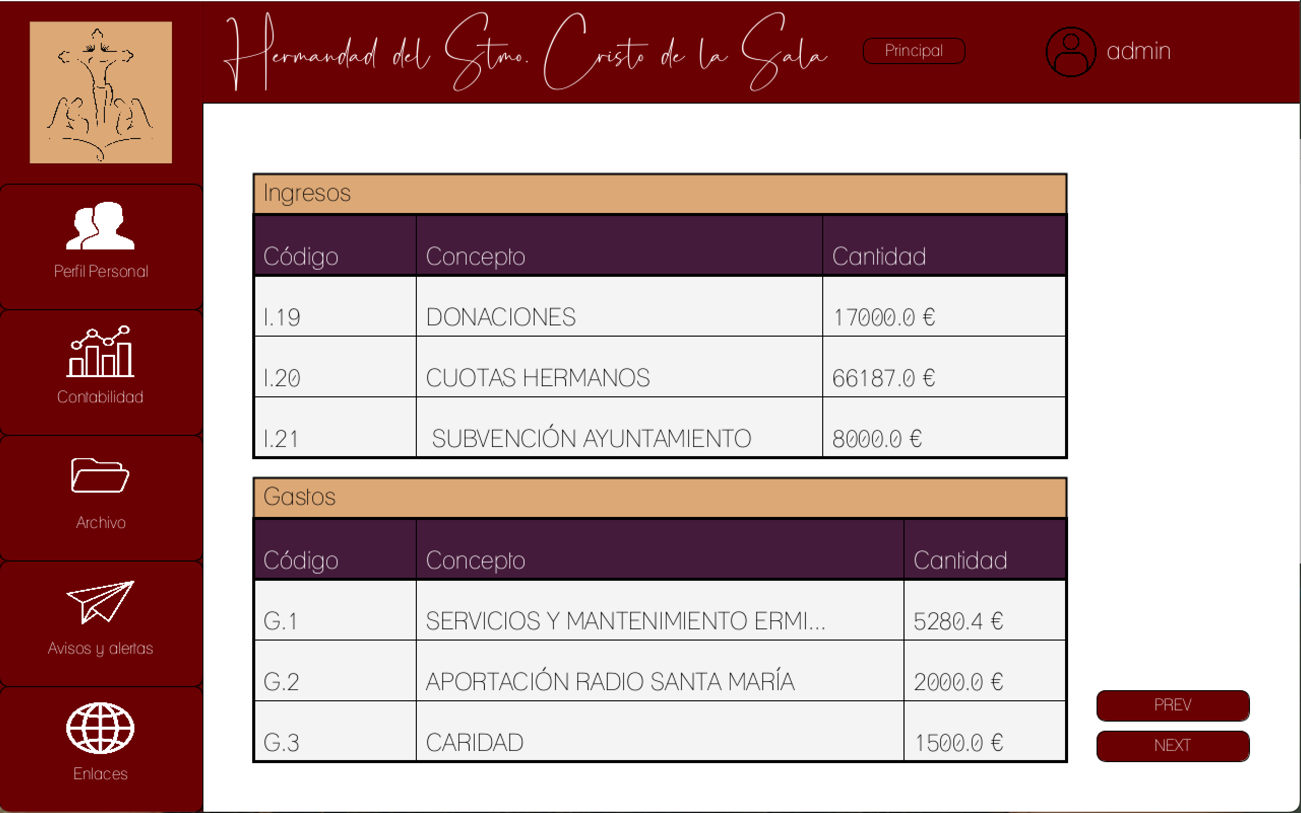 Hermandad del Stmo. Cristo de la Sala
Principal
admin
Perfil Personal
Contabilidad
Archivo
Avisos y alertas
Enlaces
Ingresos
Código Concepto Cantidad
I.19 DONACIONES 17000.0 €
I.20 CUOTAS HERMANOS 66187.0 €
I.21 SUBVENCIÓN AYUNTAMIENTO 8000.0 €
Gastos
Código Concepto Cantidad
G.1 SERVICIOS Y MANTENIMIENTO ERMI... 5280.4 €
G.2 APORTACIÓN RADIO SANTA MARÍA 2000.0 €
G.3 CARIDAD 1500.0 €
PREV
NEXT